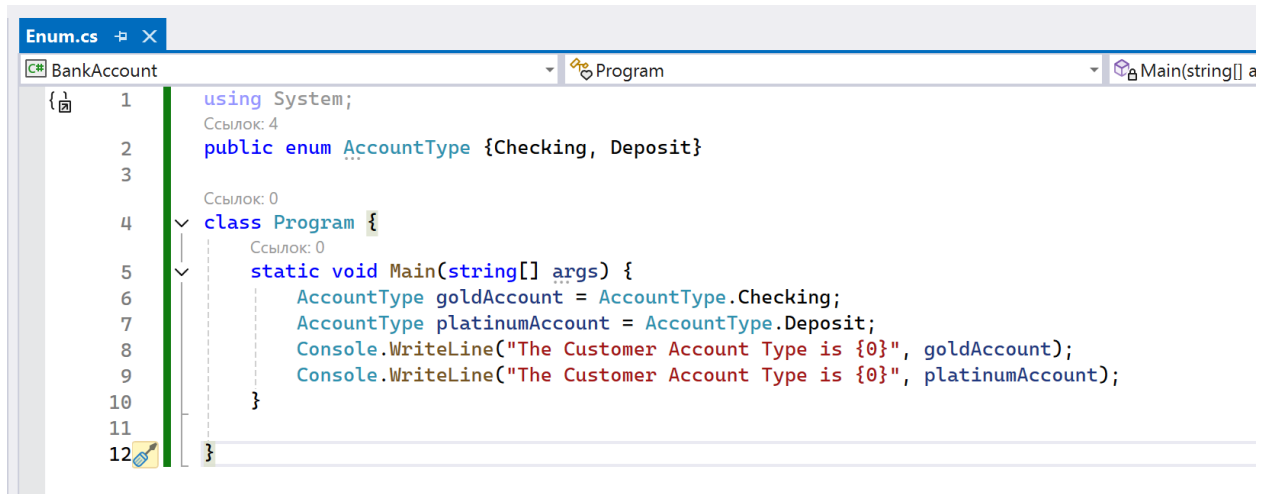 Enum.cs
BankAccount Program Main(string[] a
1 using System;
Ссылок: 4
2 public enum AccountType {Checking, Deposit}
3
Ссылок: 0
4 class Program {
Ссылок: 0
5 static void Main(string[] args) {
6 AccountType goldAccount = AccountType.Checking;
7 AccountType platinumAccount = AccountType.Deposit;
8 Console.WriteLine("The Customer Account Type is {0}", goldAccount);
9 Console.WriteLine("The Customer Account Type is {0}", platinumAccount);
10 }
11
12 }